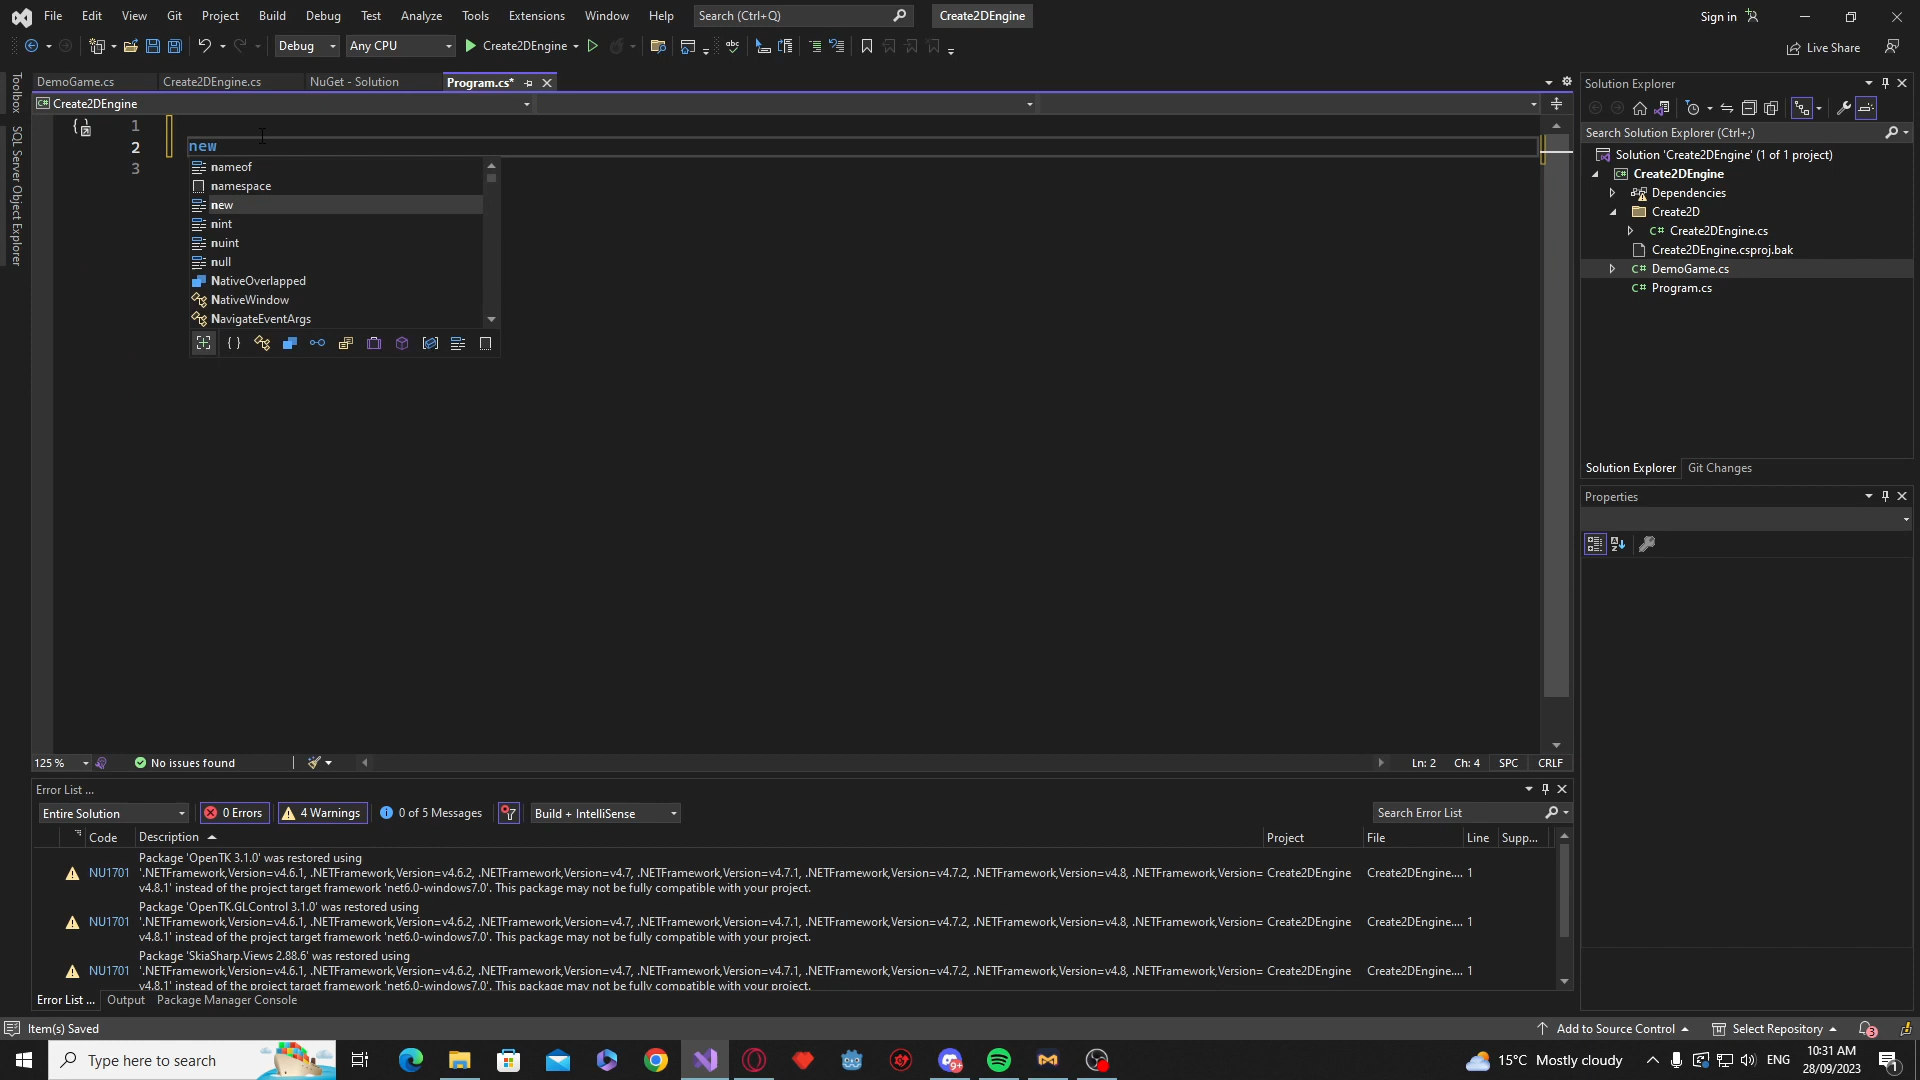 File Edit View Git Project Build Debug Test Analyze Tools Extensions Window Help Search (Ctrl+Q) Create2DEngine Sign in
Debug Any CPU Create2DEngine Live Share
DemoGame.cs Create2DEngine.cs NuGet - Solution Program.cs*
Create2DEngine
1
2 new
3
nameof
namespace
new
nint
nuint
null
NativeOverlapped
NativeWindow
NavigateEventArgs
Toolbox
SQL Server Object Explorer
125 % No issues found Ln: 2 Ch: 4 SPC CRLF
Solution Explorer
Search Solution Explorer (Ctrl+;)
Solution 'Create2DEngine' (1 of 1 project)
Create2DEngine
Dependencies
Create2D
C# Create2DEngine.cs
Create2DEngine.csproj.bak
C# DemoGame.cs
C# Program.cs
Solution Explorer Git Changes
Properties
Error List ...
Entire Solution 0 Errors 4 Warnings 0 of 5 Messages Build + IntelliSense Search Error List
Code Description Project File Line Supp...
Package 'OpenTK 3.1.0' was restored using
NU1701 '.NETFramework,Version=v4.6.1, .NETFramework,Version=v4.6.2, .NETFramework,Version=v4.7, .NETFramework,Version=v4.7.1, .NETFramework,Version=v4.7.2, .NETFramework,Version=v4.8, .NETFramework,Version= Create2DEngine Create2DEngine.... 1
v4.8.1' instead of the project target framework 'net6.0-windows7.0'. This package may not be fully compatible with your project.
Package 'OpenTK.GLControl 3.1.0' was restored using
NU1701 '.NETFramework,Version=v4.6.1, .NETFramework,Version=v4.6.2, .NETFramework,Version=v4.7, .NETFramework,Version=v4.7.1, .NETFramework,Version=v4.7.2, .NETFramework,Version=v4.8, .NETFramework,Version= Create2DEngine Create2DEngine.... 1
v4.8.1' instead of the project target framework 'net6.0-windows7.0'. This package may not be fully compatible with your project.
Package 'SkiaSharp.Views 2.88.6' was restored using
NU1701 '.NETFramework,Version=v4.6.1, .NETFramework,Version=v4.6.2, .NETFramework,Version=v4.7, .NETFramework,Version=v4.7.1, .NETFramework,Version=v4.7.2, .NETFramework,Version=v4.8, .NETFramework,Version= Create2DEngine Create2DEngine.... 1
v4.8.1' instead of the project target framework 'net6.0-windows7.0'. This package may not be fully compatible with your project.
Error List ... Output Package Manager Console
Item(s) Saved Add to Source Control Select Repository 3
Type here to search 9+ 15°C Mostly cloudy ENG 10:31 AM
28/09/2023 1